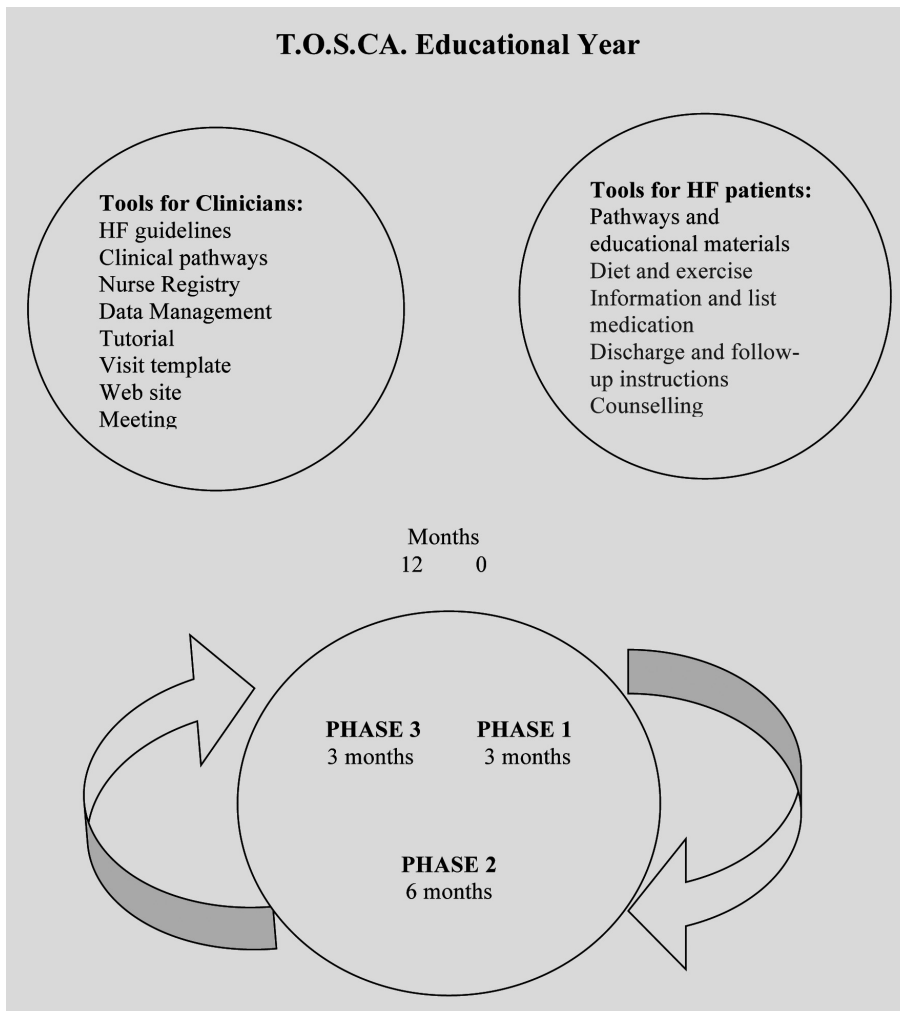 T.O.S.CA. Educational Year
Tools for Clinicians:
HF guidelines
Clinical pathways
Nurse Registry
Data Management
Tutorial
Visit template
Web site
Meeting
Tools for HF patients:
Pathways and
educational materials
Diet and exercise
Information and list
medication
Discharge and follow-
up instructions
Counselling
Months
12 0
PHASE 3
3 months
PHASE 1
3 months
PHASE 2
6 months